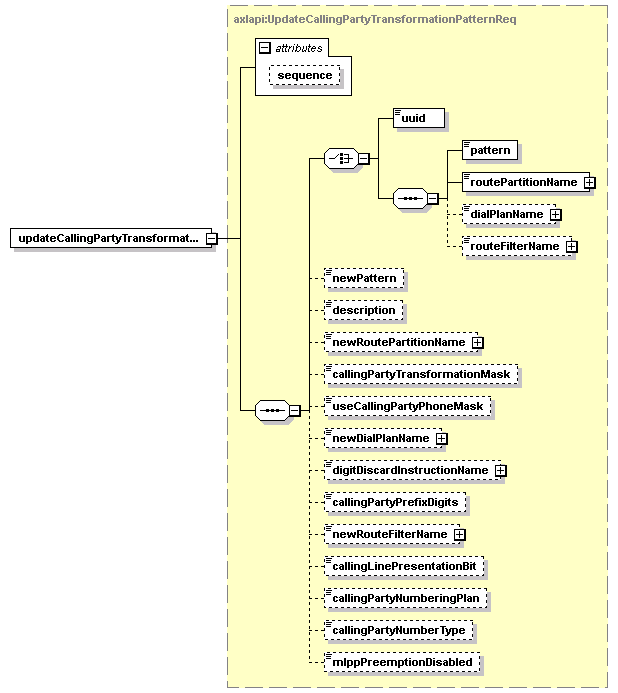 axlapi:UpdateCallingPartyTransformationPatternReq
attributes
sequence
uuid
pattern
routePartitionName
dialPlanName
routeFilterName
updateCallingPartyTransformat...
newPattern
description
newRoutePartitionName
callingPartyTransformationMask
useCallingPartyPhoneMask
newDialPlanName
digitDiscardInstructionName
callingPartyPrefixDigits
newRouteFilterName
callingLinePresentationBit
callingPartyNumberingPlan
callingPartyNumberType
mlppPreemptionDisabled